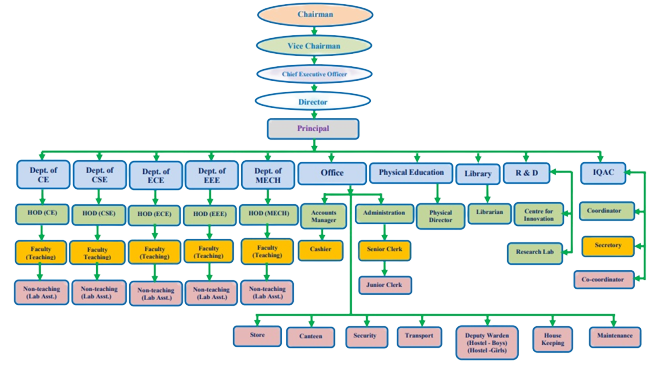 Chairman
Vice Chairman
Chief Executive Officer
Director
Principal
Dept. of
CE
Dept. of
CSE
Dept. of
ECE
Dept. of
EEE
Dept. of
MECH
Office
Physical Education
Library
R & D
IQAC
HOD (CE)
HOD (CSE)
HOD (ECE)
HOD (EEE)
HOD (MECH)
Accounts
Manager
Administration
Physical
Director
Librarian
Centre for
Innovation
Coordinator
Faculty
(Teaching)
Faculty
Teaching)
Faculty
(Teaching)
Faculty
(Teaching)
Faculty
Teaching)
Cashier
Senior Clerk
Research Lab
Secretory
Non-teaching
(Lab Asst.)
Non-teaching
(Lab Asst.)
Non-teaching
(Lab Asst.)
Non-teaching
(Lab Asst.)
Non-teaching
(Lab Asst.)
Junior Clerk
Co-coordinator
Store
Canteen
Security
Transport
Deputy Warden
(Hostel - Boys)
(Hostel -Girls)
House
Keeping
Maintenance